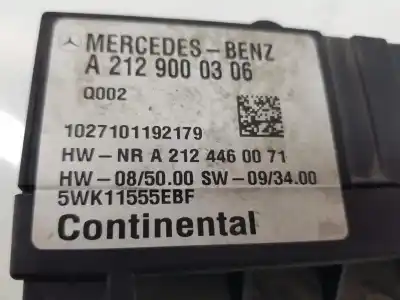 MERCEDES-BENZ
A 212 900 03 06
Q002
1027101192179
HW-NR A 212 446 00 71
HW-08/50.00 SW-09/34.00
5WK11555EBF
Continental